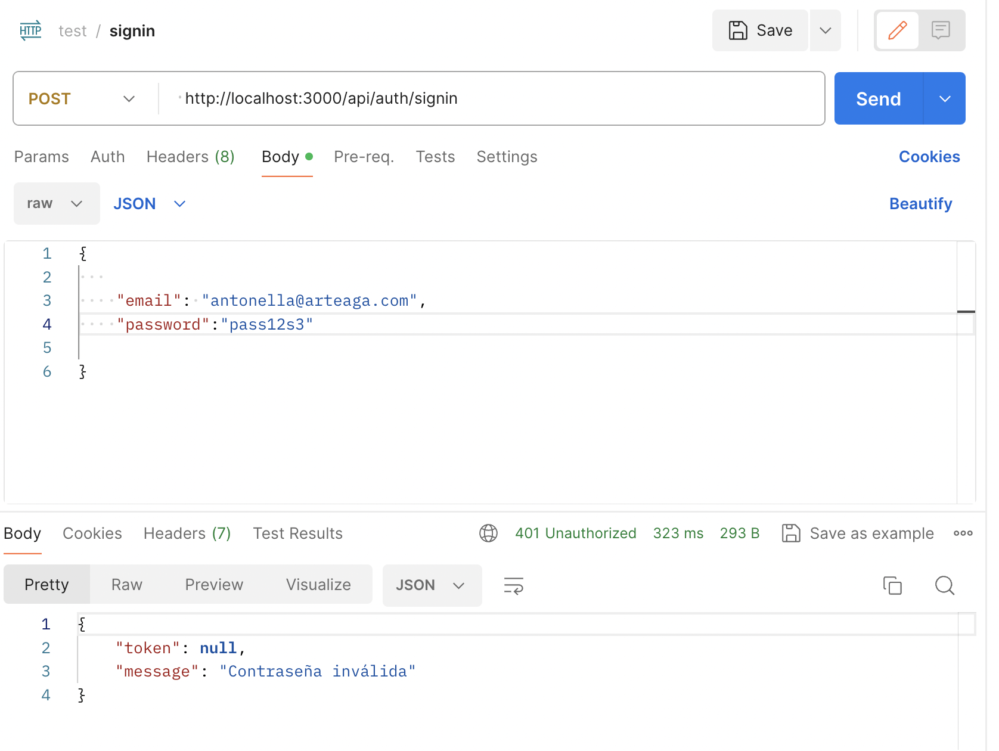 HTTP test / signin Save
POST http://localhost:3000/api/auth/signin Send
Params Auth Headers (8) Body Pre-req. Tests Settings Cookies
raw JSON Beautify
1 {
2
3 "email": "antonella@arteaga.com",
4 "password":"pass12s3"
5
6 }
Body Cookies Headers (7) Test Results 401 Unauthorized 323 ms 293 B Save as example
Pretty Raw Preview Visualize JSON
1 {
2 "token": null,
3 "message": "Contraseña inválida"
4 }